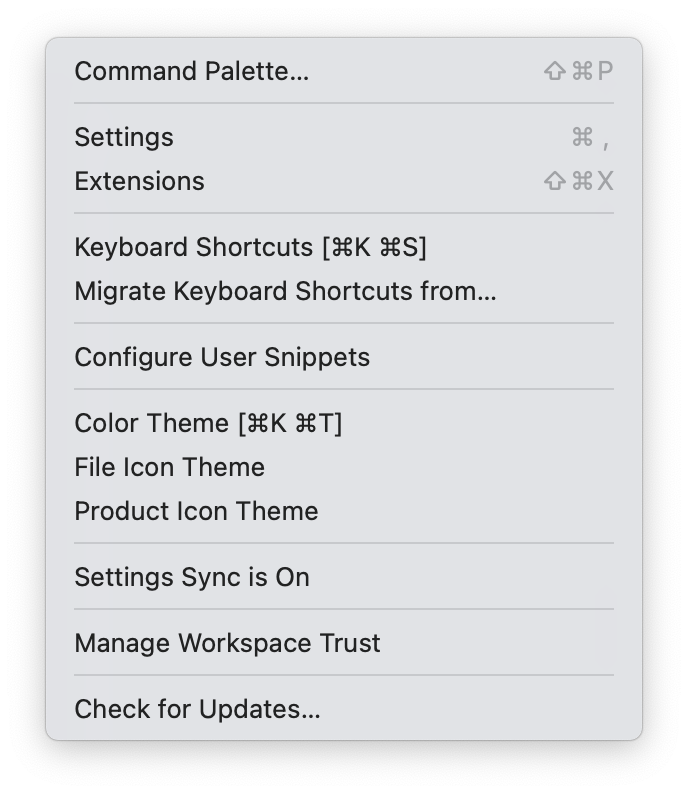 Command Palette... ⇧⌘P
Settings ⌘ ,
Extensions ⇧⌘X
Keyboard Shortcuts [⌘K ⌘S]
Migrate Keyboard Shortcuts from...
Configure User Snippets
Color Theme [⌘K ⌘T]
File Icon Theme
Product Icon Theme
Settings Sync is On
Manage Workspace Trust
Check for Updates...